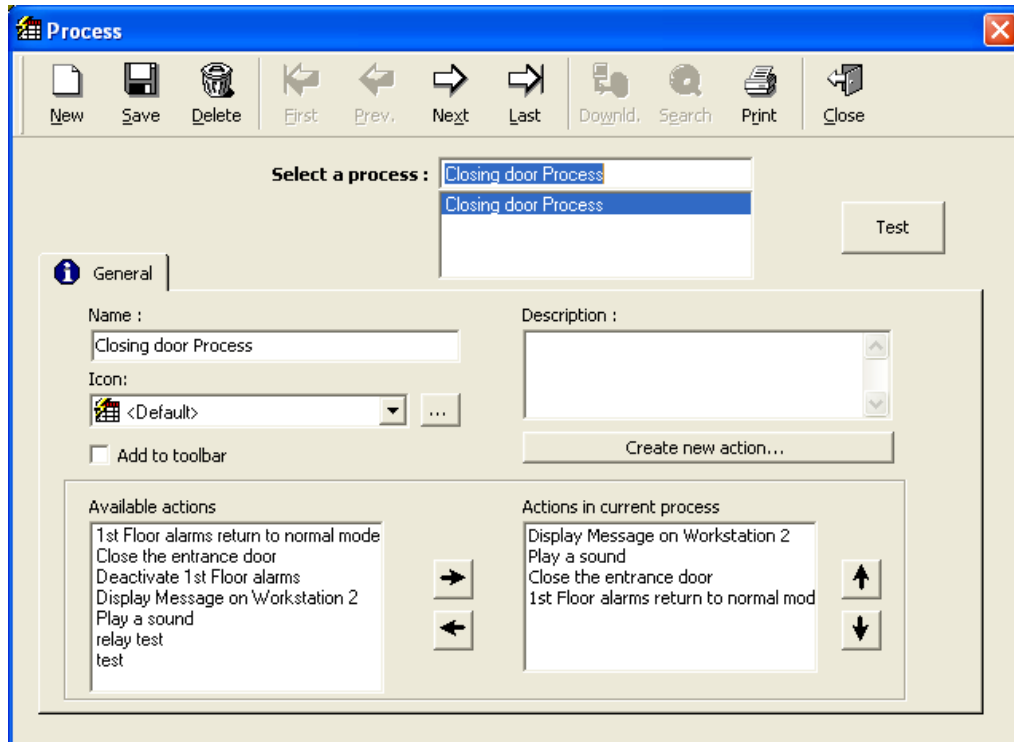 Process
New Save Delete First Prev. Next Last Downld. Search Print Close
Select a process : Closing door Process
Closing door Process
Test
General
Name :
Closing door Process
Description :
Icon:
<Default>
...
Add to toolbar
Create new action...
Available actions
1st Floor alarms return to normal mode
Close the entrance door
Deactivate 1st Floor alarms
Display Message on Workstation 2
Play a sound
relay test
test
Actions in current process
Display Message on Workstation 2
Play a sound
Close the entrance door
1st Floor alarms return to normal mod